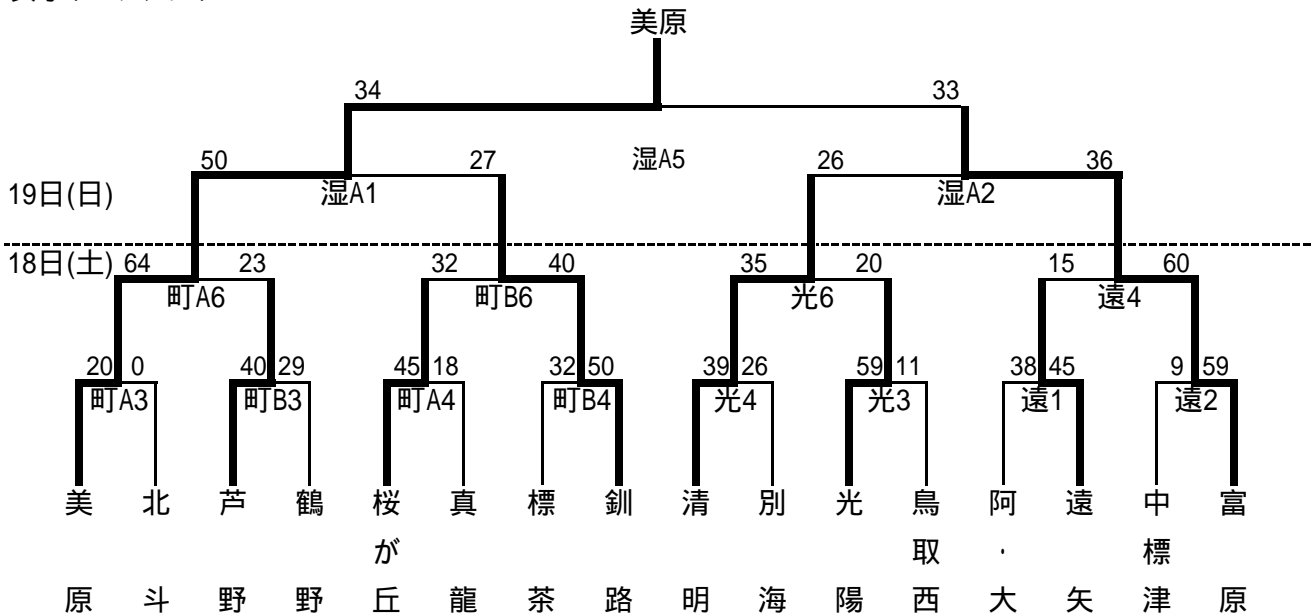 美原
34 33
湿A5
50 27 26 36
19日(日) 湿A1 湿A2
18日(土) 64 23 32 40 35 20 15 60
町A6 町B6 光6 遠4
20 0 40 29 45 18 32 50 39 26 59 11 38 45 9 59
町A3 町B3 町A4 町B4 光4 光3 遠1 遠2
美原 北斗 芦野 鶴野 桜が丘 真龍 標茶 釧路 清明 別海 光陽 鳥取西 阿・大 遠矢 中標津 富原